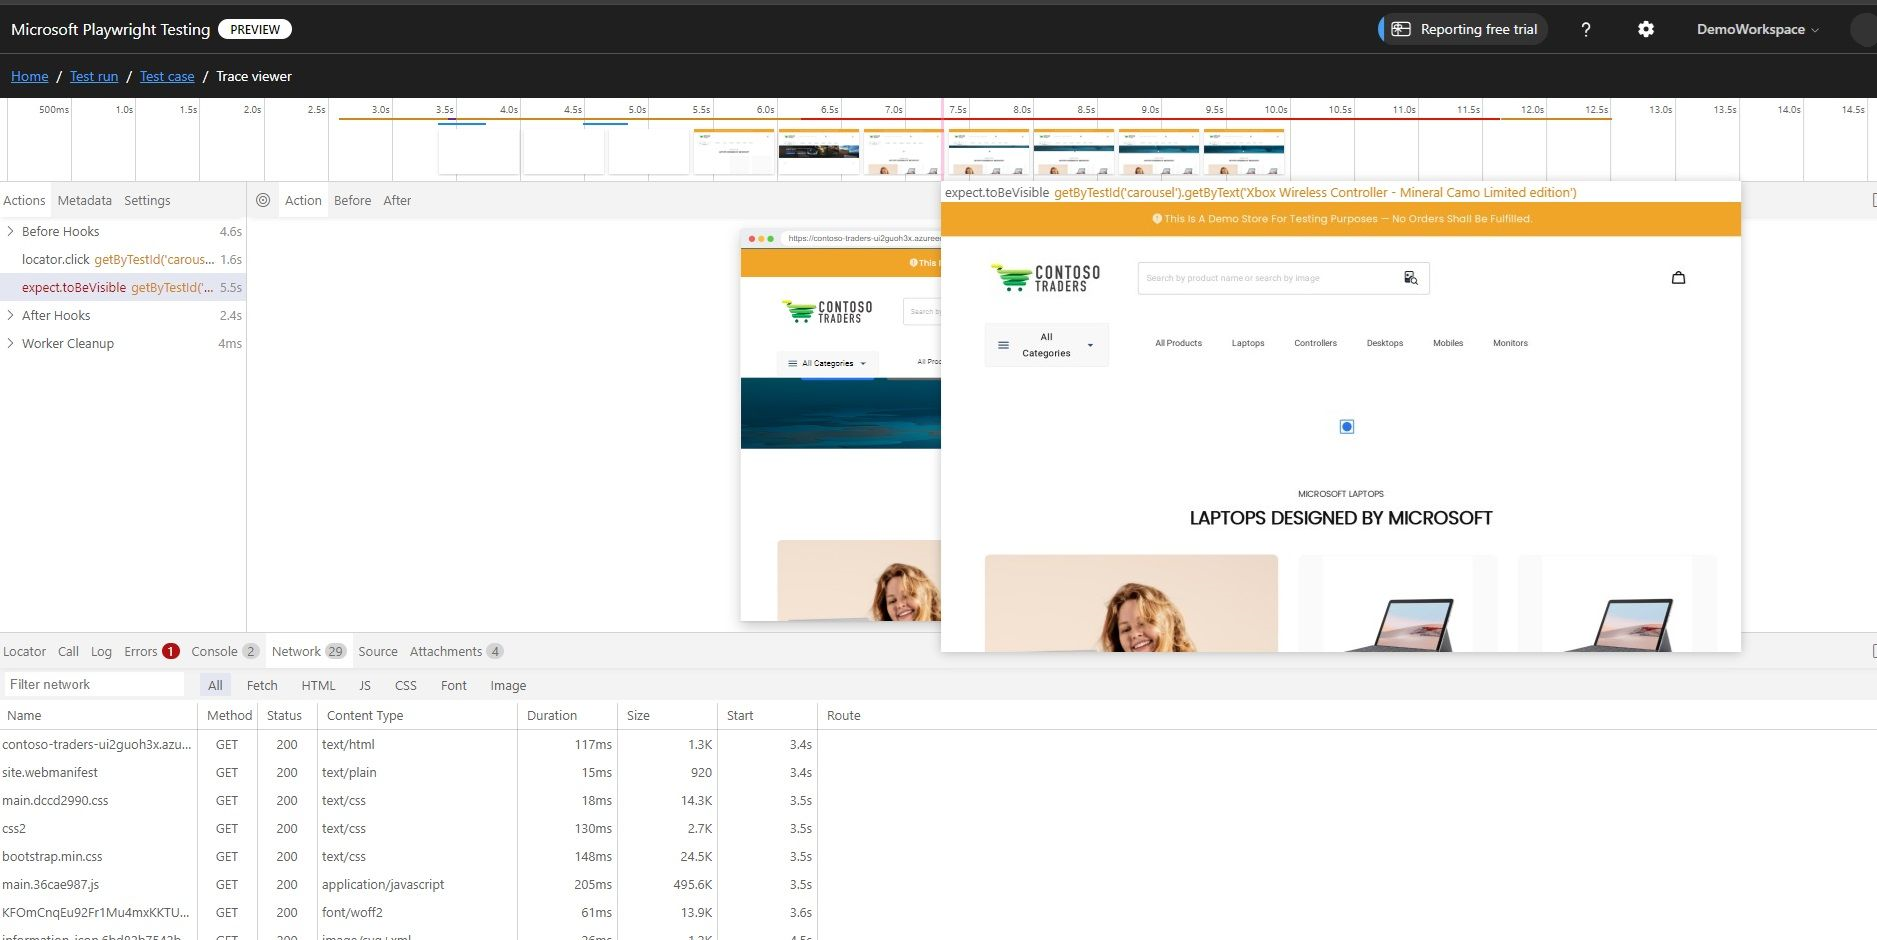 Microsoft Playwright Testing PREVIEW Reporting free trial ? DemoWorkspace
Home / Test run / Test case / Trace viewer
500ms 1.0s 1.5s 2.0s 2.5s 3.0s 3.5s 4.0s 4.5s 5.0s 5.5s 6.0s 6.5s 7.0s 7.5s 8.0s 8.5s 9.0s 9.5s 10.0s 10.5s 11.0s 11.5s 12.0s 12.5s 13.0s 13.5s 14.0s 14.5s
Actions Metadata Settings
Action Before After
Before Hooks 4.6s
locator.click getByTestId('carous... 1.6s
expect.toBeVisible getByTestId('... 5.5s
After Hooks 2.4s
Worker Cleanup 4ms
https://contoso-traders-ui2guoh3x.azuree
This I
CONTOSO
TRADERS
Search by
All Categories
All Prod
expect.toBeVisible getByTestId('carousel').getByText('Xbox Wireless Controller - Mineral Camo Limited edition')
This Is A Demo Store For Testing Purposes — No Orders Shall Be Fulfilled.
CONTOSO
TRADERS
Search by product name or search by image
All
Categories
All Products Laptops Controllers Desktops Mobiles Monitors
MICROSOFT LAPTOPS
LAPTOPS DESIGNED BY MICROSOFT
Locator Call Log Errors 1 Console 2 Network 29 Source Attachments 4
Filter network All Fetch HTML JS CSS Font Image
Name Method Status Content Type Duration Size Start Route
contoso-traders-ui2guoh3x.azu... GET 200 text/html 117ms 1.3K 3.4s
site.webmanifest GET 200 text/plain 15ms 920 3.4s
main.dccd2990.css GET 200 text/css 18ms 14.3K 3.5s
css2 GET 200 text/css 130ms 2.7K 3.5s
bootstrap.min.css GET 200 text/css 148ms 24.5K 3.5s
main.36cae987.js GET 200 application/javascript 205ms 495.6K 3.5s
KFOmCnqEu92Fr1Mu4mxKKTU... GET 200 font/woff2 61ms 13.9K 3.6s
GET 200 image/svg+xml